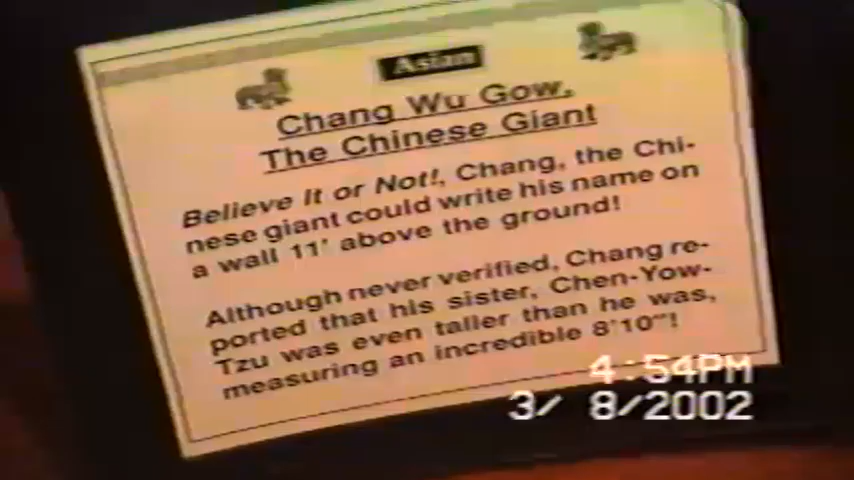 Asian
Chang Wu Gow,
The Chinese Giant
Believe It or Not!, Chang, the Chi-
nese giant could write his name on
a wall 11' above the ground!
Although never verified, Chang re-
ported that his sister, Chen-Yow-
Tzu was even taller than he was,
measuring an incredible 8'10"!
4:54PM
3/ 8/2002